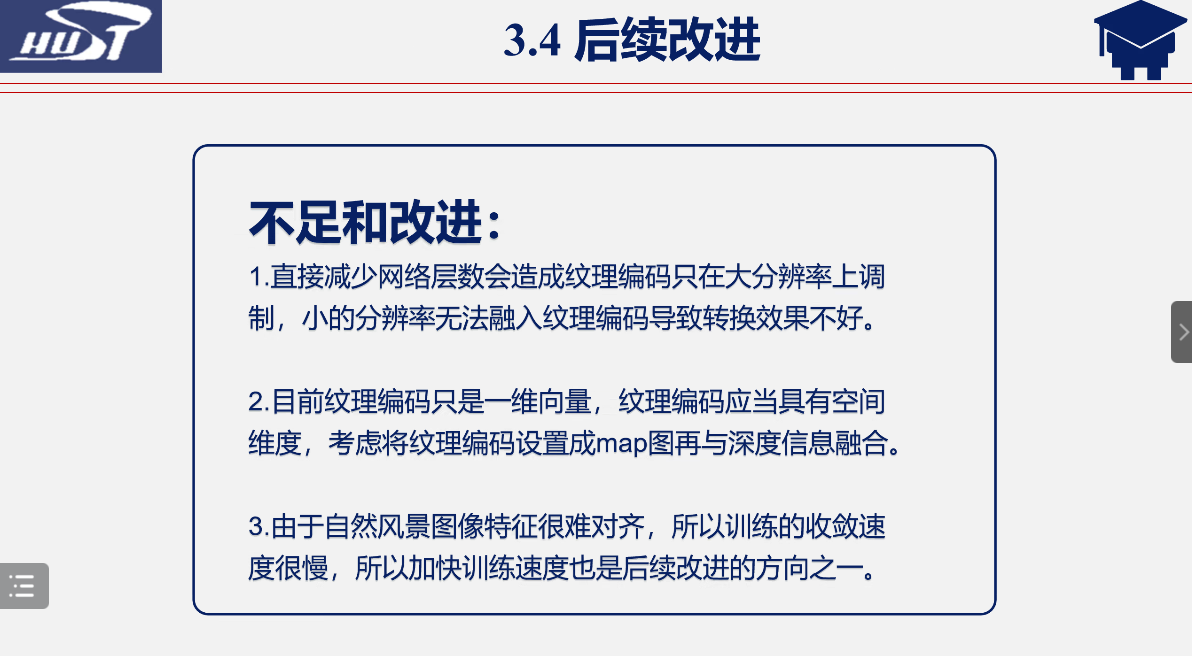 HUST
3.4 后续改进
不足和改进：
1.直接减少网络层数会造成纹理编码只在大分辨率上调
制，小的分辨率无法融入纹理编码导致转换效果不好。
2.目前纹理编码只是一维向量，纹理编码应当具有空间
维度，考虑将纹理编码设置成map图再与深度信息融合。
3.由于自然风景图像特征很难对齐，所以训练的收敛速
度很慢，所以加快训练速度也是后续改进的方向之一。